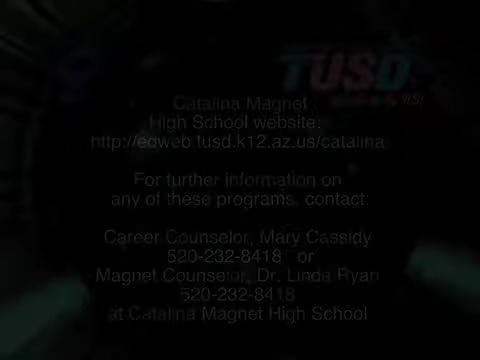 TUSD
Catalina Magnet
High School website:
http://edweb.tusd.k12.az.us/catalina
For further information on
any of these programs, contact:
Career Counselor, Mary Cassidy
520-232-8418 or
Magnet Counselor, Dr. Linda Ryan
520-232-8418
at Catalina Magnet High School